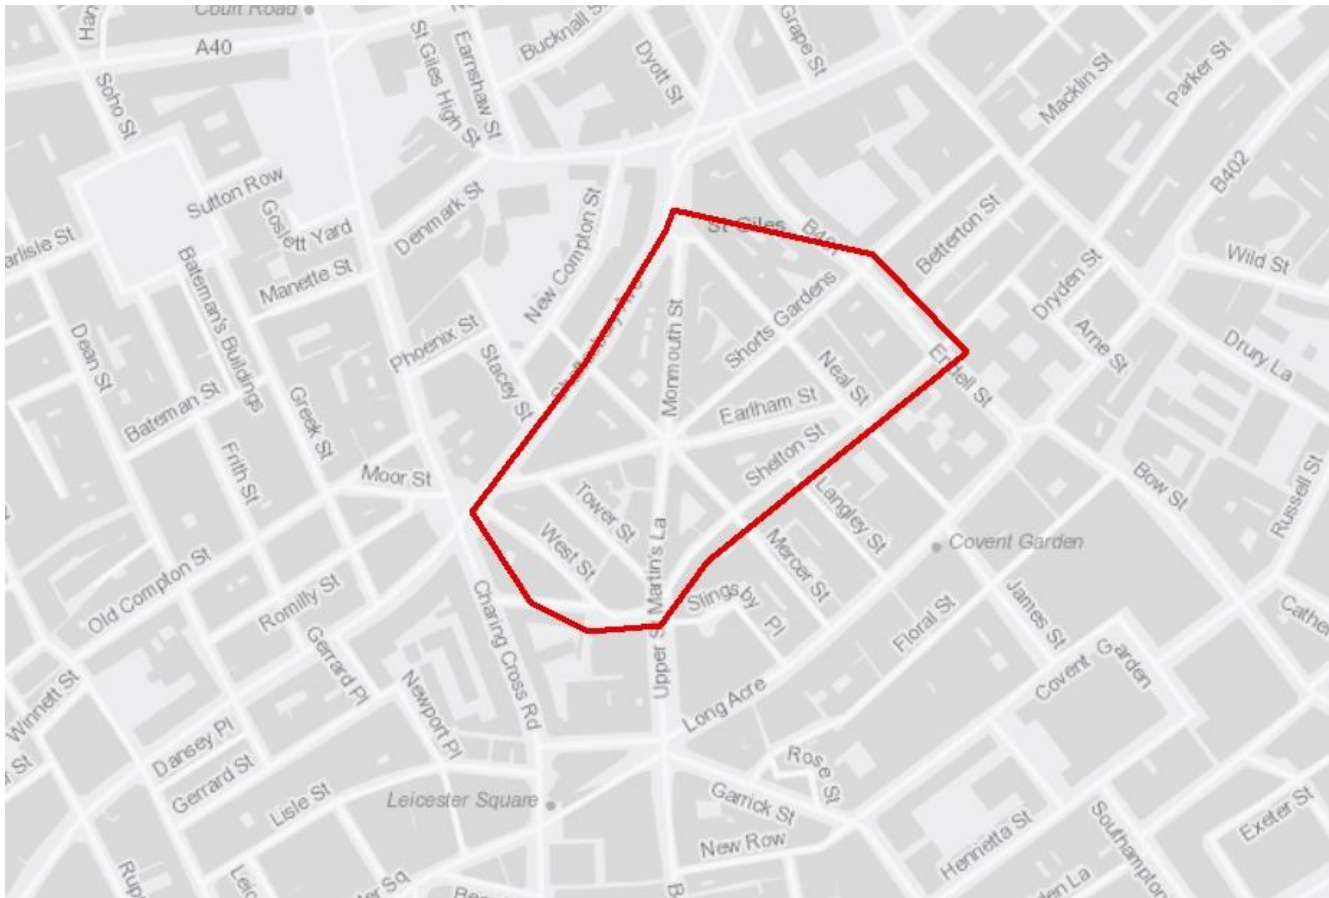 Court Road
A40
Soho St
St Giles High St
Earnshaw St
Bucknall St
Dyott St
Grape St
Macklin St
Parker St
B402
Sutton Row
Goslett Yard
Denmark St
New Compton St
St Giles
Betterton St
Dryden St
Wild St
Manette St
Bateman's Buildings
Phoenix St
Stacey St
Monmouth St
Shorts Gardens
Neal St
Endell St
Arne St
Drury La
Dean St
Bateman St
Greek St
Frith St
Moor St
Earlham St
Shelton St
Langley St
Bow St
Russell St
Tower St
West St
Mercer St
Covent Garden
Old Compton St
Romilly St
Charing Cross Rd
Upper St Martin's La
Slingsby Pl
James St
Floral St
Covent Garden
Gerrard Pl
Newport Pl
Long Acre
Winnett St
Dansey Pl
Gerrard St
Lisle St
Leicester Square
Rose St
Garrick St
New Row
Henrietta St
Southampton
Exeter St